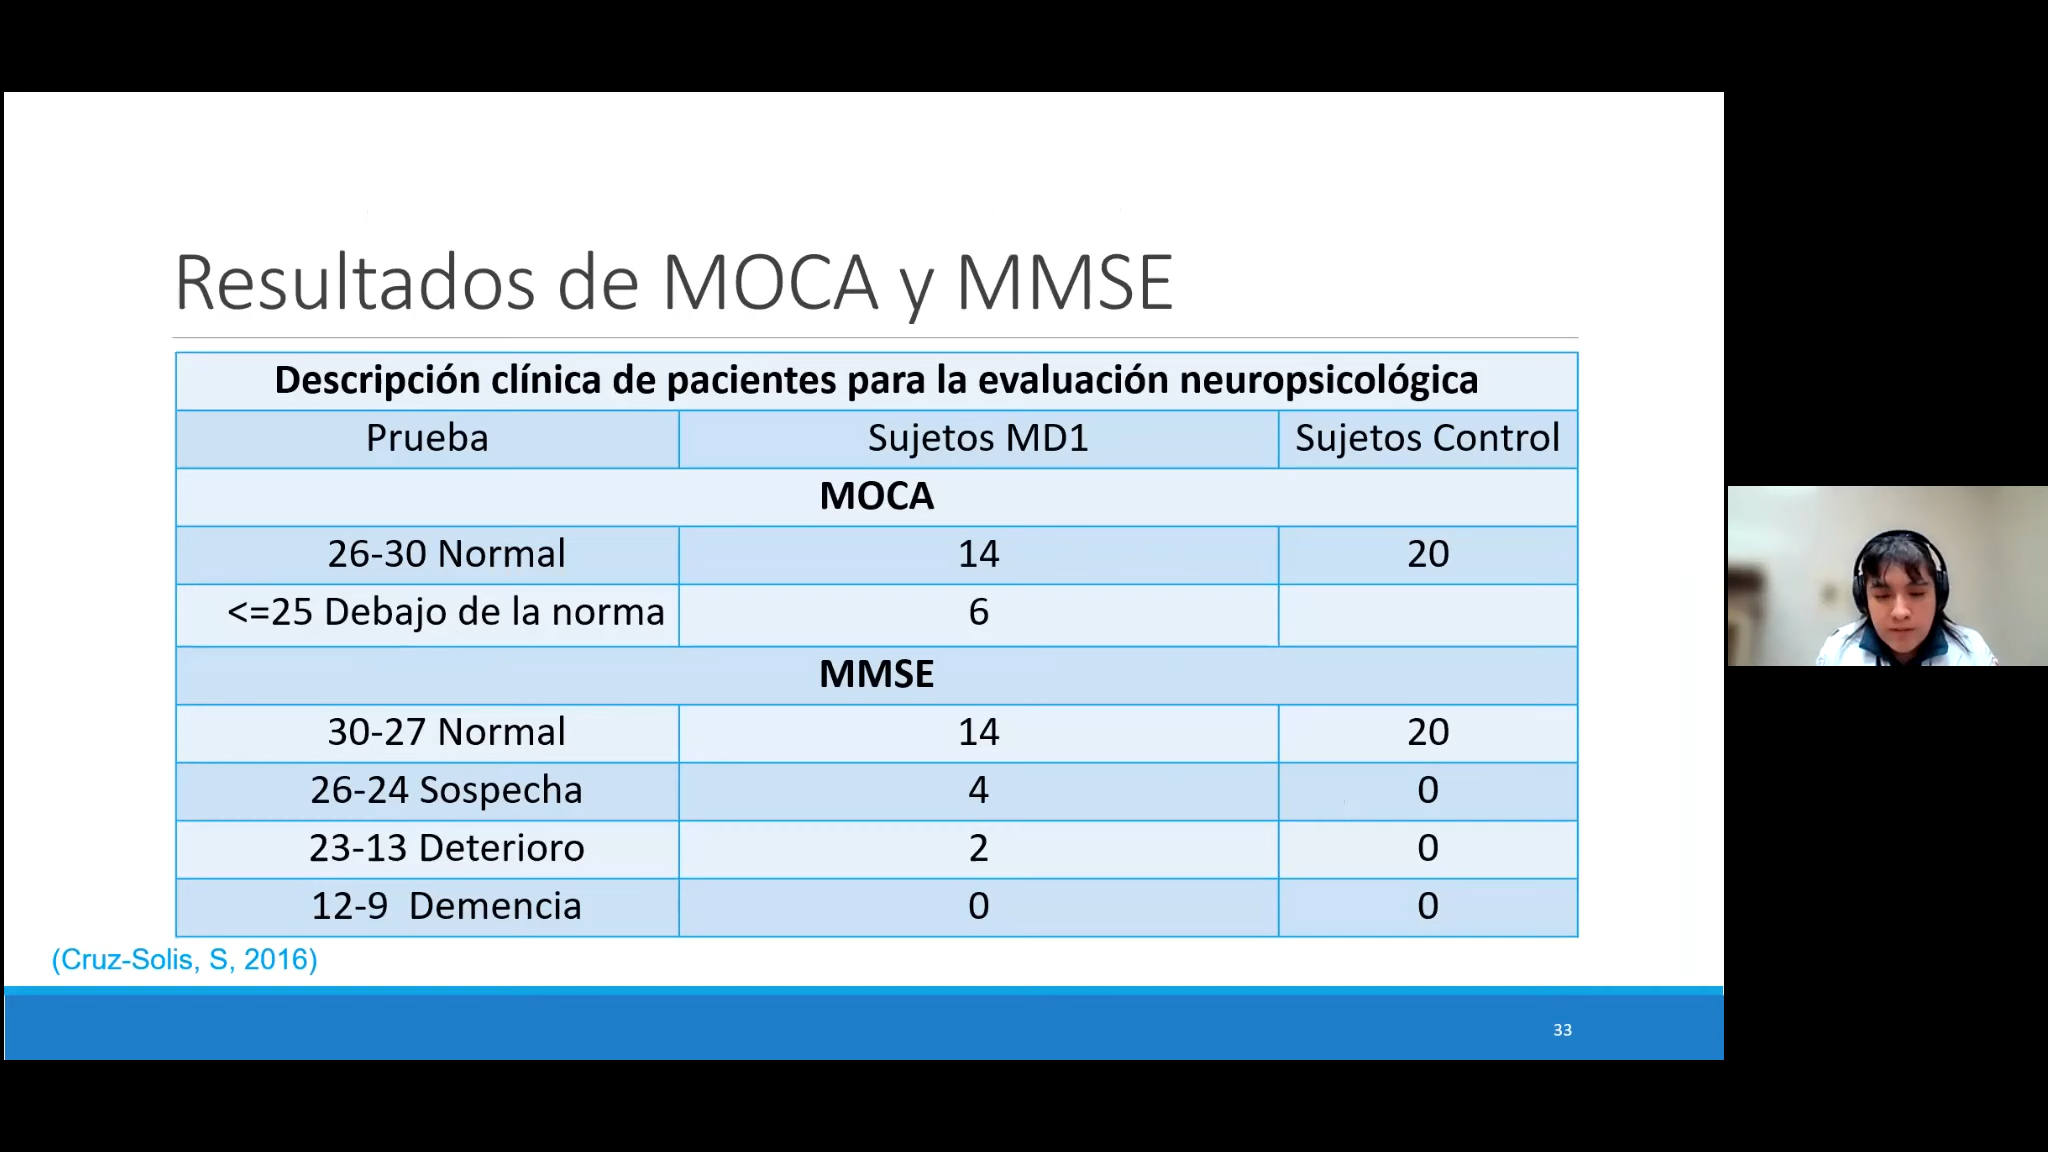 Resultados de MOCA y MMSE
Descripción clínica de pacientes para la evaluación neuropsicológica
Prueba Sujetos MD1 Sujetos Control
MOCA
26-30 Normal 14 20
<=25 Debajo de la norma 6
MMSE
30-27 Normal 14 20
26-24 Sospecha 4 0
23-13 Deterioro 2 0
12-9 Demencia 0 0
(Cruz-Solis, S, 2016)
33